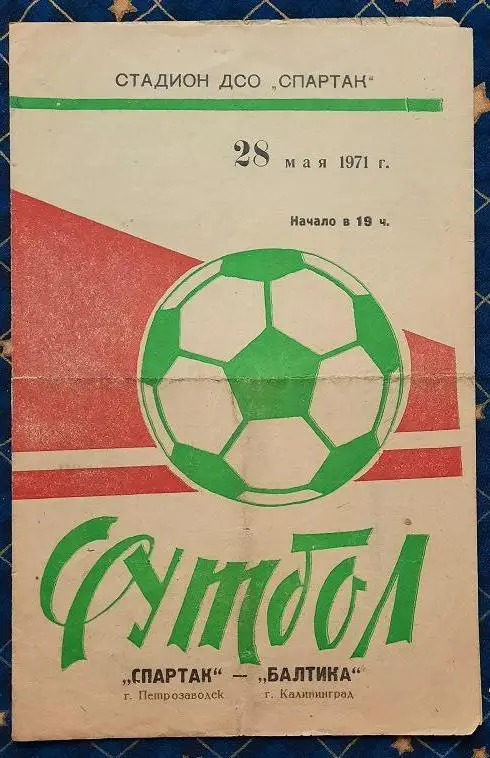 СТАДИОН ДСО „СПАРТАК"
28 мая 1971 г.
Начало в 19 ч.
Футбол
„СПАРТАК" — „БАЛТИКА"
г. Петрозаводск г. Калининград